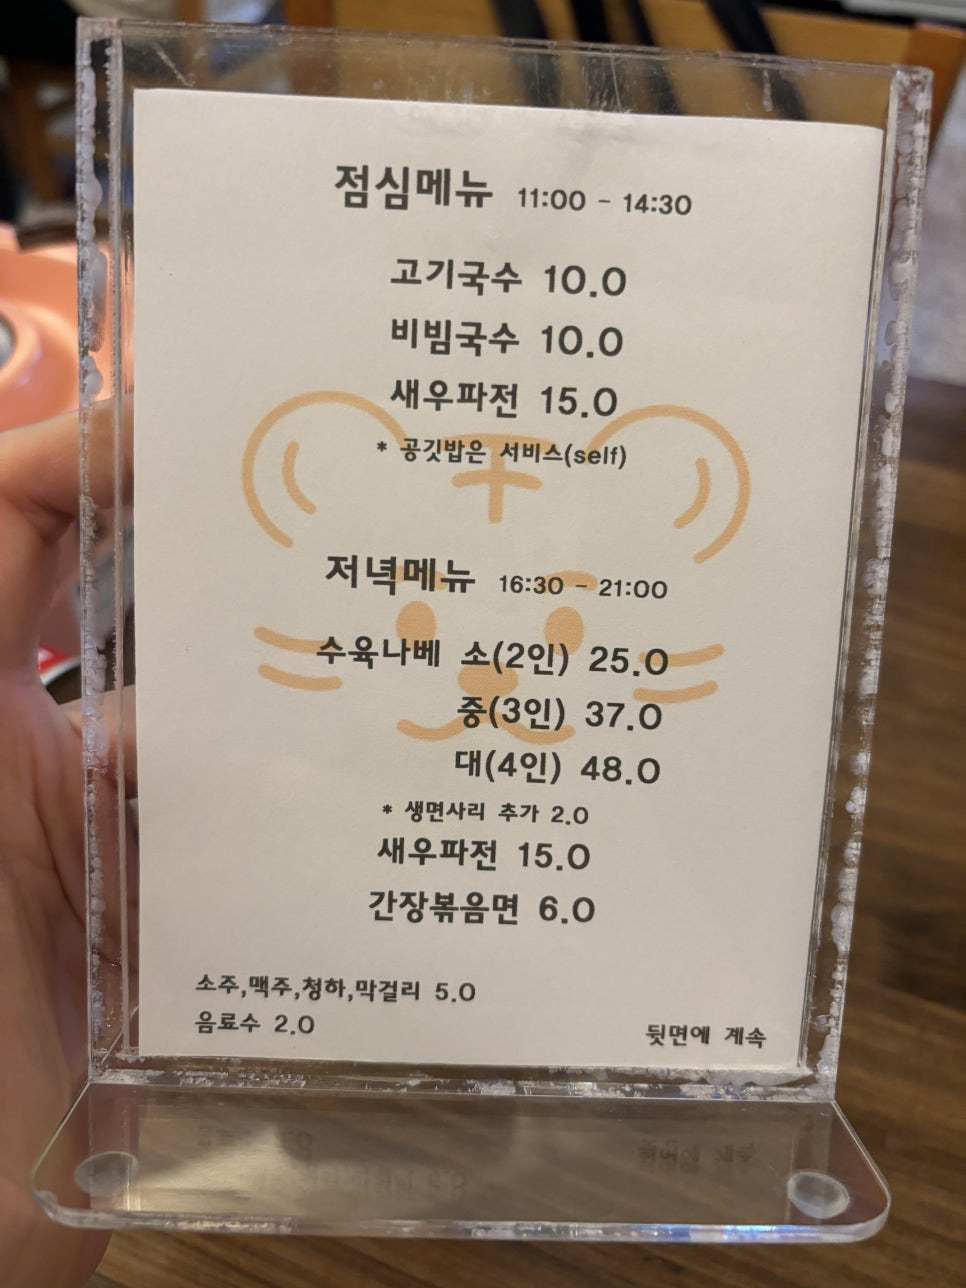 점심메뉴 11:00 - 14:30
고기국수 10.0
비빔국수 10.0
새우파전 15.0
* 공깃밥은 서비스(self)
저녁메뉴 16:30 - 21:00
수육나베 소(2인) 25.0
중(3인) 37.0
대(4인) 48.0
* 생면사리 추가 2.0
새우파전 15.0
간장볶음면 6.0
소주,맥주,청하,막걸리 5.0
음료수 2.0
뒷면에 계속